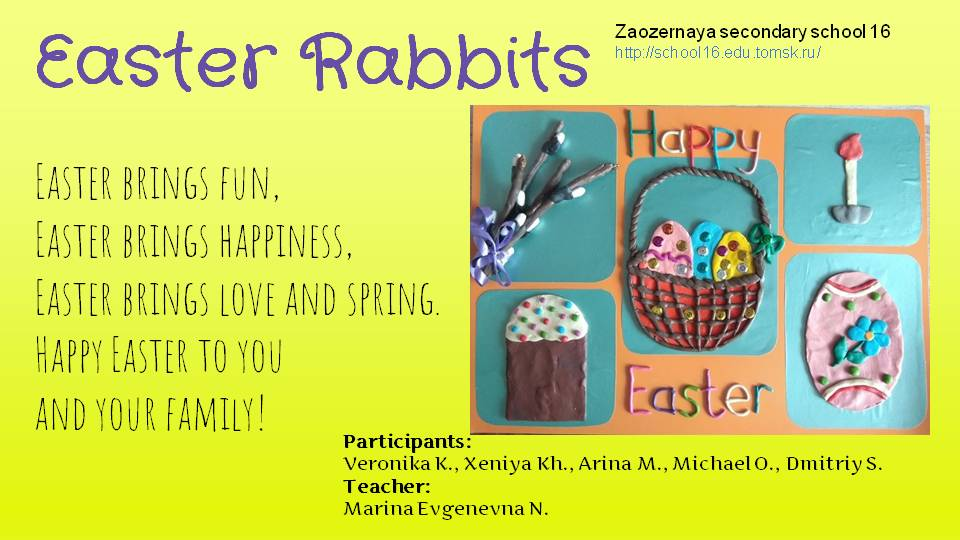 Easter Rabbits
Zaozernaya secondary school 16
http://school16.edu.tomsk.ru/
Easter brings fun,
Easter brings happiness,
Easter brings love and spring.
Happy Easter to you
and your family!
Happy
Easter
Participants:
Veronika K., Xeniya Kh., Arina M., Michael O., Dmitriy S.
Teacher:
Marina Evgenevna N.